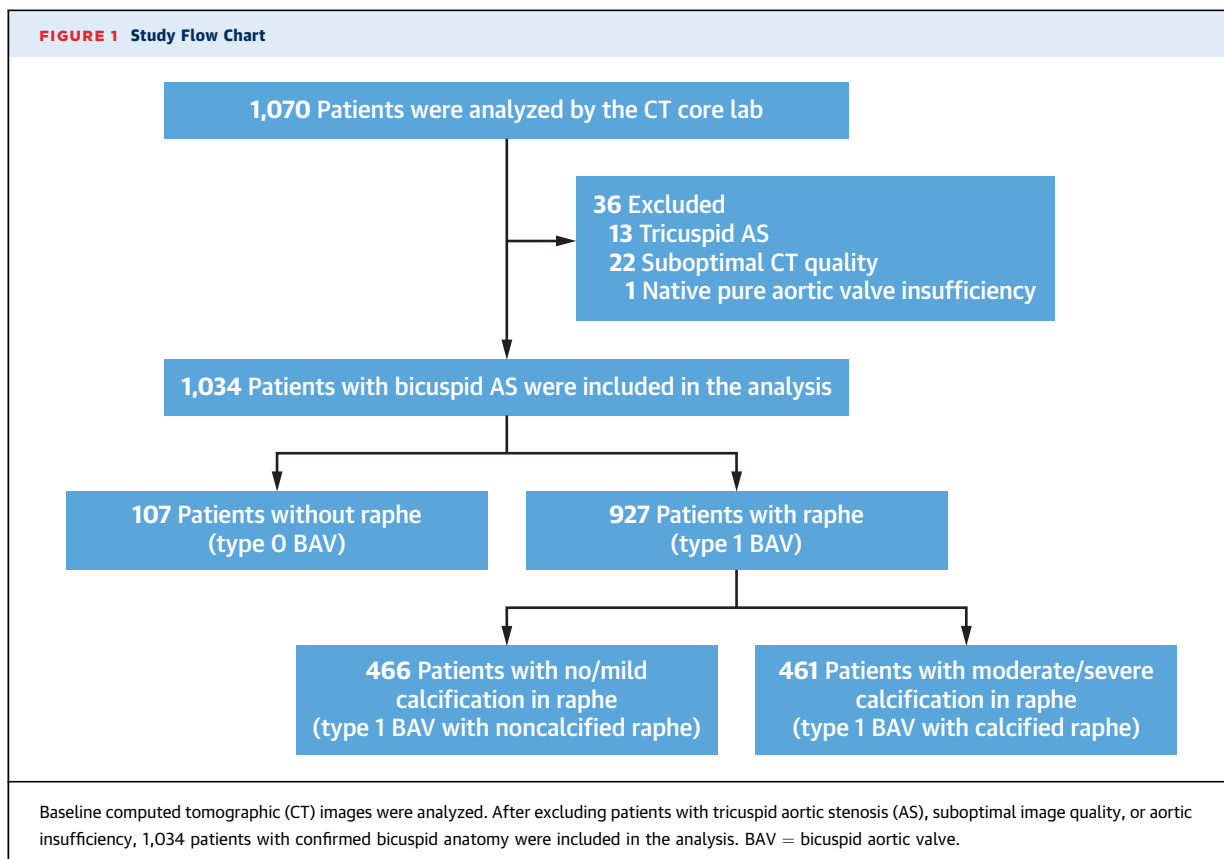 FIGURE 1 Study Flow Chart
1,070 Patients were analyzed by the CT core lab
36 Excluded
13 Tricuspid AS
22 Suboptimal CT quality
1 Native pure aortic valve insufficiency
1,034 Patients with bicuspid AS were included in the analysis
107 Patients without raphe
(type 0 BAV)
927 Patients with raphe
(type 1 BAV)
466 Patients with no/mild
calcification in raphe
(type 1 BAV with noncalcified raphe)
461 Patients with moderate/severe
calcification in raphe
(type 1 BAV with calcified raphe)
Baseline computed tomographic (CT) images were analyzed. After excluding patients with tricuspid aortic stenosis (AS), suboptimal image quality, or aortic
insufficiency, 1,034 patients with confirmed bicuspid anatomy were included in the analysis. BAV = bicuspid aortic valve.